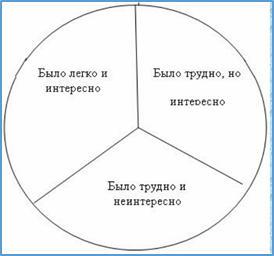 Было легко и
интересно
Было трудно, но
интересно
Было трудно и
неинтересно